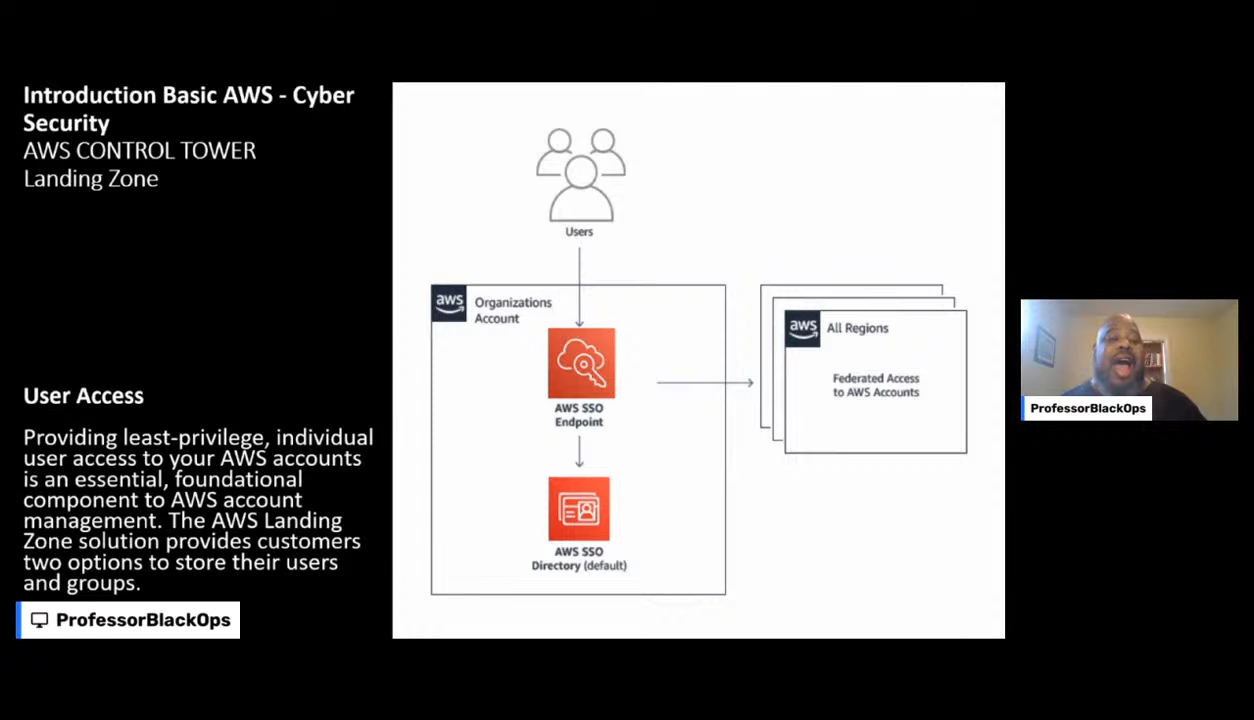 Introduction Basic AWS - Cyber
Security
AWS CONTROL TOWER
Landing Zone
User Access
Providing least-privilege, individual
user access to your AWS accounts
is an essential, foundational
component to AWS account
management. The AWS Landing
Zone solution provides customers
two options to store their users
and groups.
ProfessorBlackOps
Users
aws
Organizations
Account
AWS SSO
Endpoint
AWS SSO
Directory (default)
aws
All Regions
Federated Access
to AWS Accounts
ProfessorBlackOps